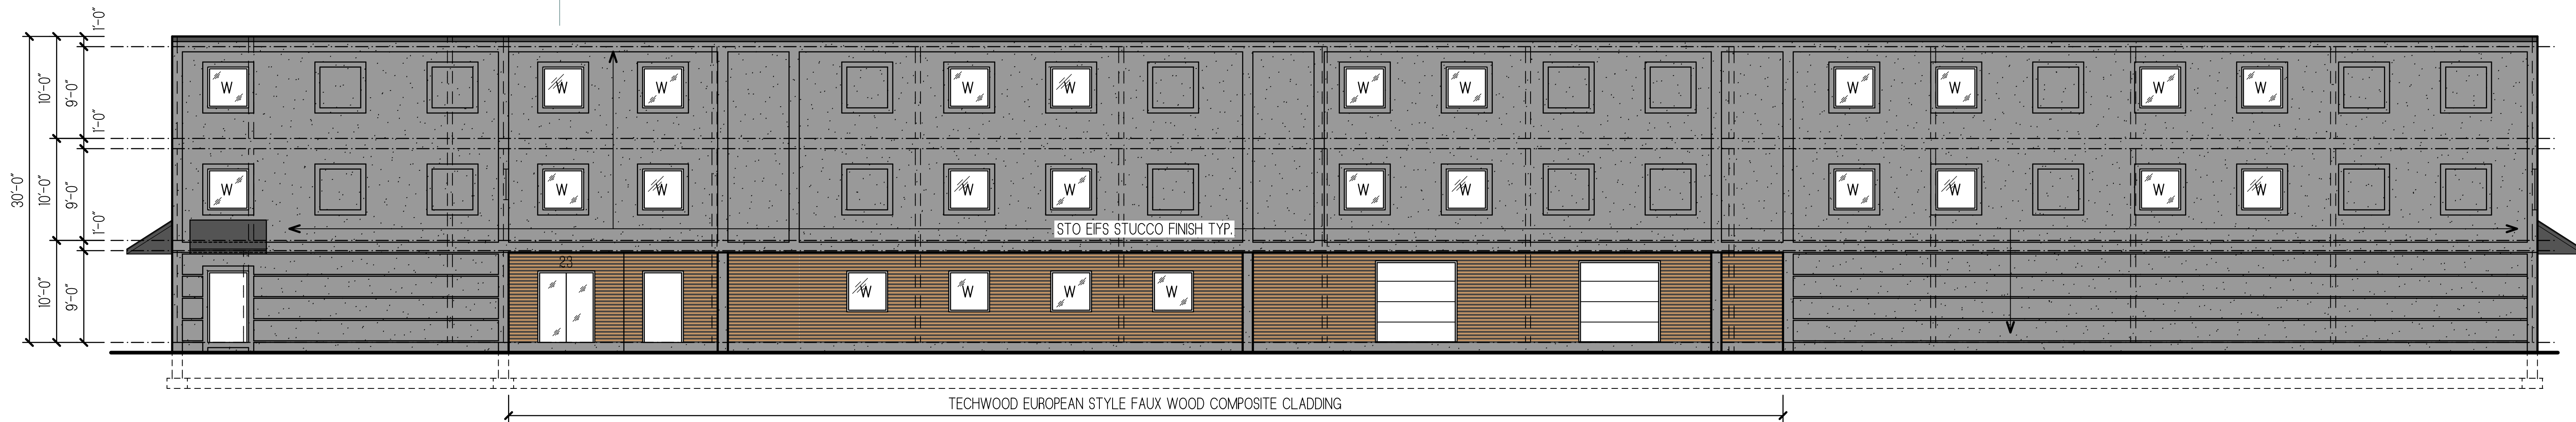 1'-0"
10'-0"
9'-0"
W W W W W W W W W W W
1'-0"
30'-0"
10'-0"
9'-0"
W W W W W W W W W W W
1'-0"
STO EIFS STUCCO FINISH TYP.
23
10'-0"
9'-0"
W W W W
TECHWOOD EUROPEAN STYLE FAUX WOOD COMPOSITE CLADDING